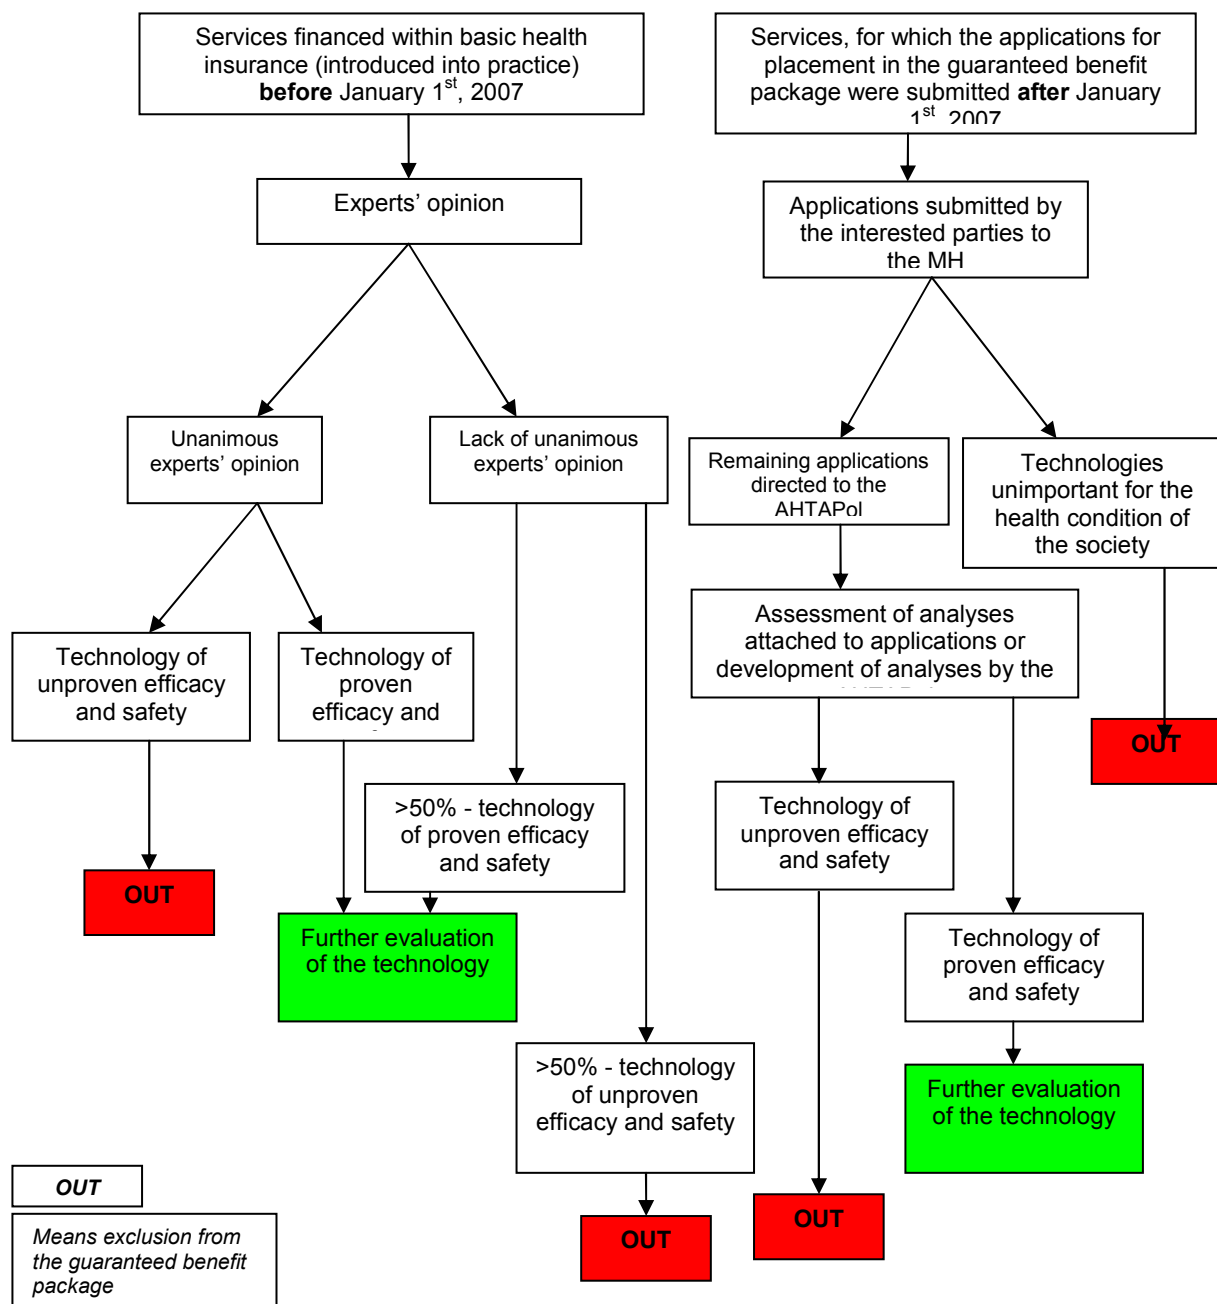 Services financed within basic health
insurance (introduced into practice)
before January 1st, 2007
Services, for which the applications for
placement in the guaranteed benefit
package were submitted after January
1st, 2007
Experts’ opinion
Applications submitted by
the interested parties to
the MH
Unanimous
experts’ opinion
Lack of unanimous
experts’ opinion
Remaining applications
directed to the
AHTAPol
Technologies
unimportant for the
health condition of
the society
Assessment of analyses
attached to applications or
development of analyses by the
Technology of
unproven efficacy
and safety
Technology of
proven
efficacy and
OUT
>50% - technology
of proven efficacy
and safety
Technology of
unproven efficacy
and safety
OUT
Further evaluation
of the technology
Technology of
proven efficacy
and safety
>50% - technology
of unproven
efficacy and safety
Further evaluation
of the technology
OUT
Means exclusion from
the guaranteed benefit
package
OUT
OUT